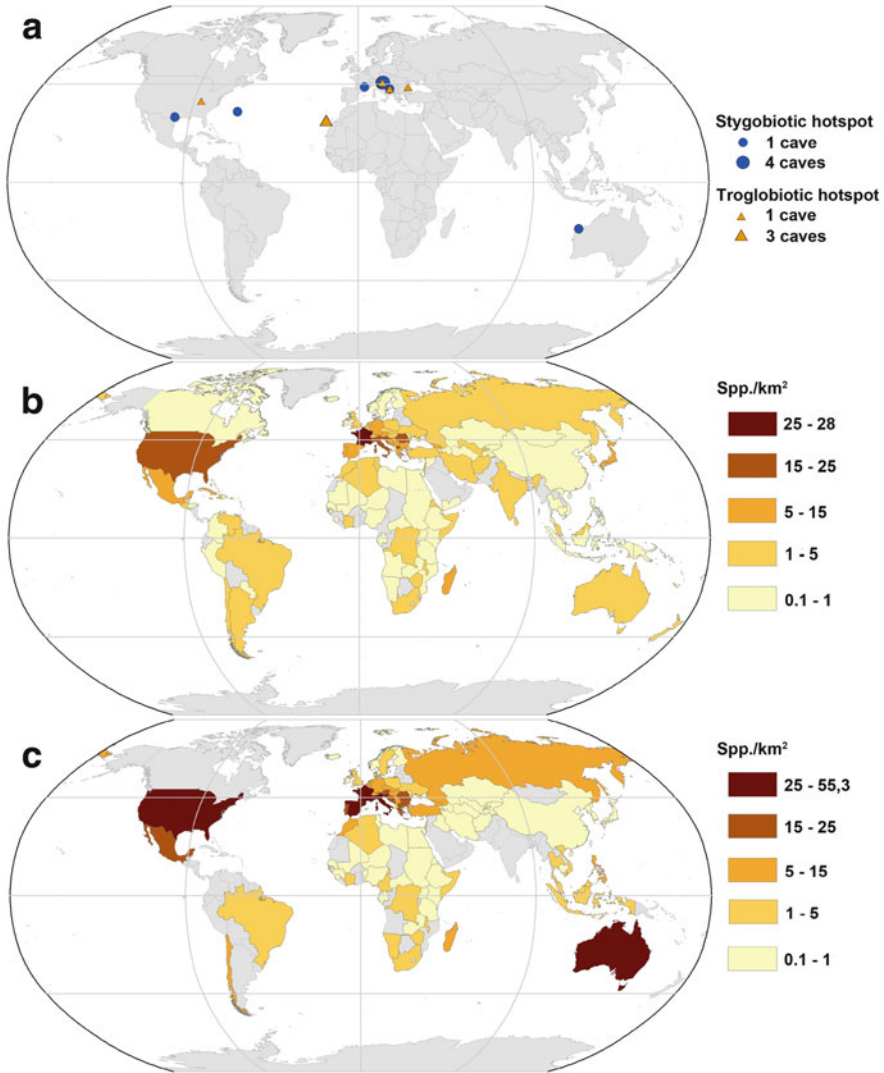 a
Stygobiotic hotspot
1 cave
4 caves
Troglobiotic hotspot
1 cave
3 caves
b
Spp./km²
25 - 28
15 - 25
5 - 15
1 - 5
0.1 - 1
c
Spp./km²
25 - 55,3
15 - 25
5 - 15
1 - 5
0.1 - 1